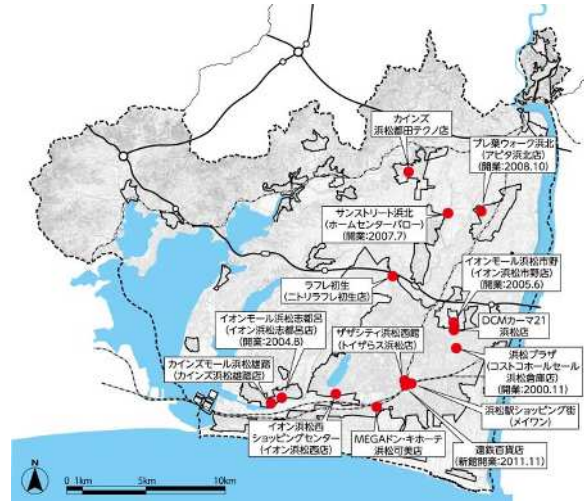 カインズ
浜松都田テクノ店
プレ葉ウォーク浜北
(アピタ浜北店)
(開業:2008.10)
サンストリート浜北
(ホームセンターバロー)
(開業:2007.7)
イオンモール浜松市野
(イオン浜松市野店)
(開業:2005.6)
ラフレ初生
(ニトリラフレ初生店)
イオンモール浜松志都呂
(イオン浜松志都呂店)
(開業:2004.8)
ザザシティ浜松西館
(トイザらス浜松店)
DCMカーマ21
浜松店
カインズモール浜松雄踏
(カインズ浜松雄踏店)
浜松プラザ
(コストコホールセール
浜松倉庫店)
(開業:2000.11)
イオン浜松西
ショッピングセンター
(イオン浜松西店)
MEGAドン・キホーテ
浜松可美店
浜松駅ショッピング街
(メイワン)
遠鉄百貨店
(新館開業:2011.11)
N
0 1km 5km 10km